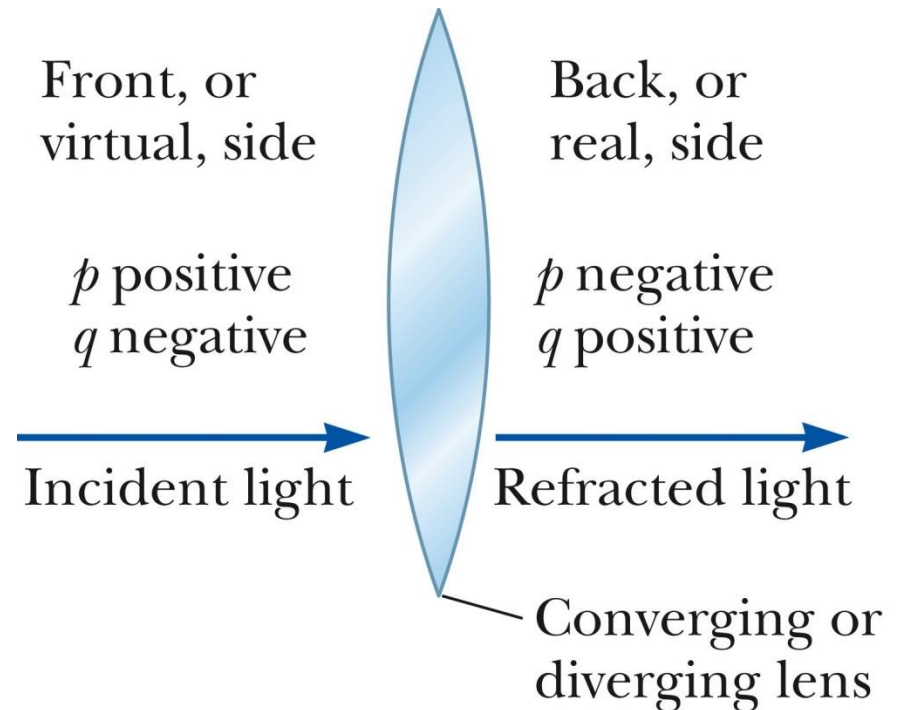 Front, or
virtual, side
Back, or
real, side
p positive
q negative
p negative
q positive
Incident light
Refracted light
Converging or
diverging lens